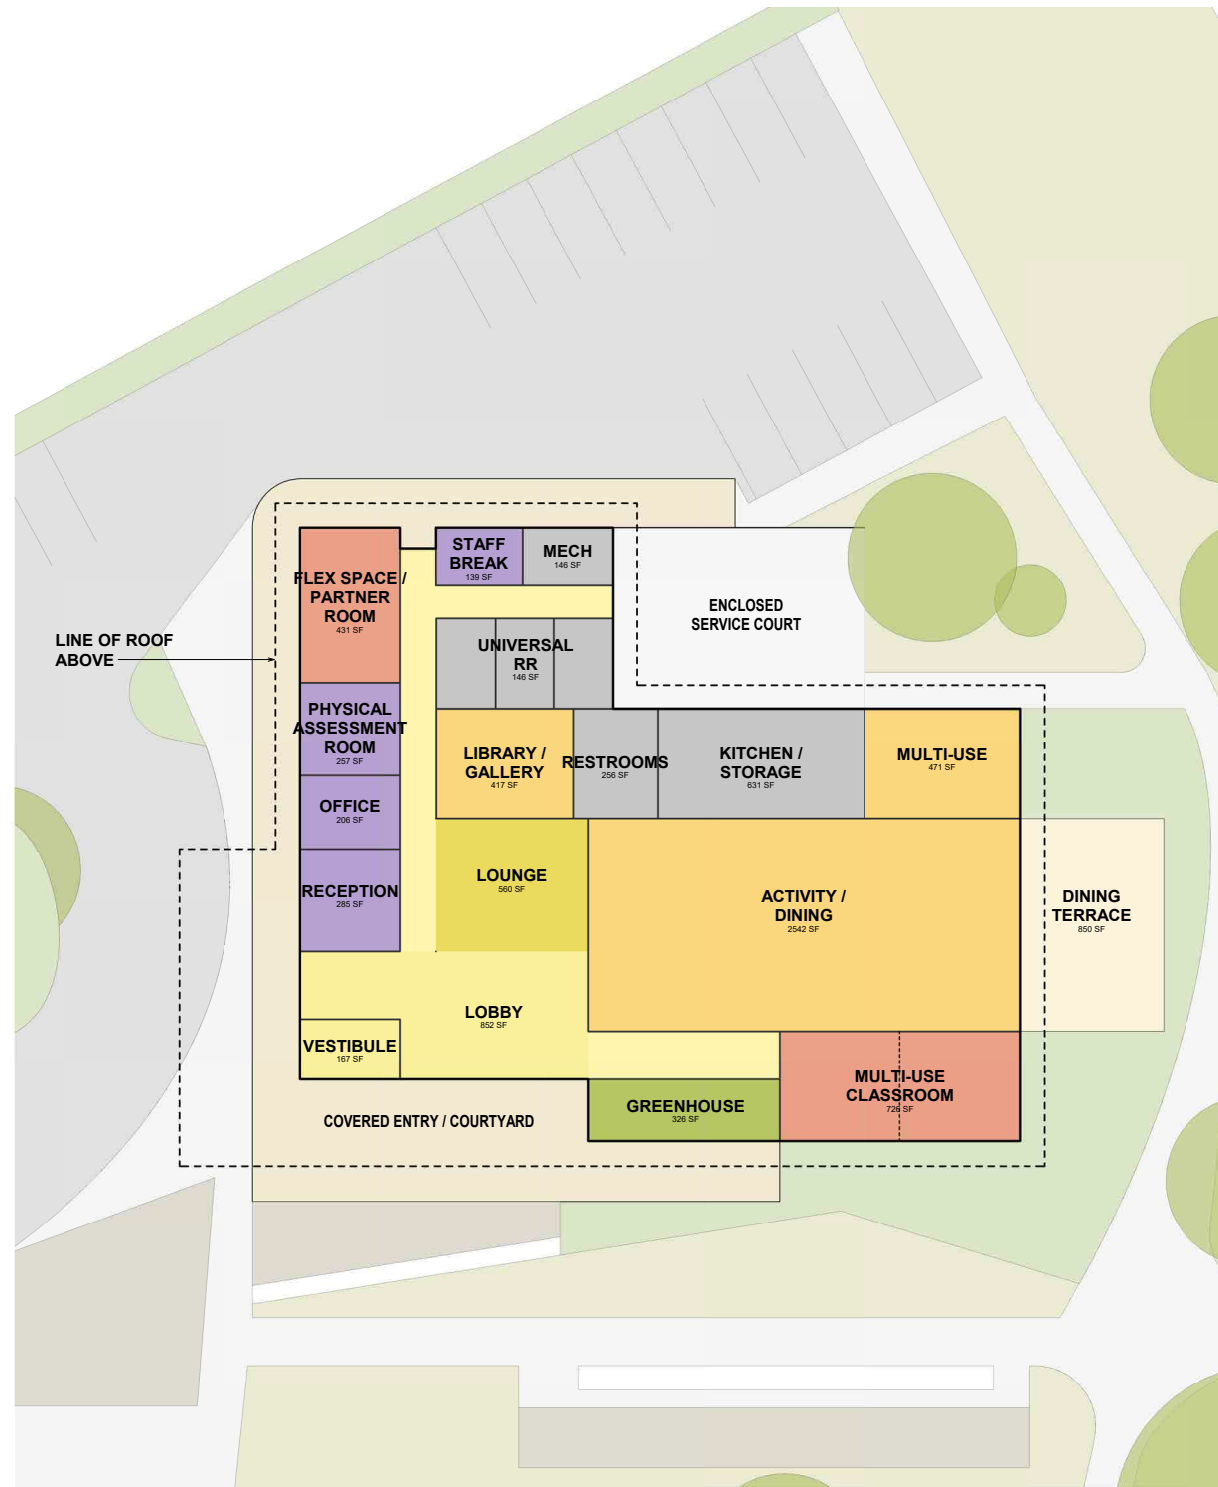 STAFF
BREAK
139 SF
MECH
146 SF
FLEX SPACE /
PARTNER
ROOM
431 SF
ENCLOSED
SERVICE COURT
LINE OF ROOF
ABOVE
UNIVERSAL
RR
146 SF
PHYSICAL
ASSESSMENT
ROOM
257 SF
LIBRARY /
GALLERY
417 SF
RESTROOMS
256 SF
KITCHEN /
STORAGE
631 SF
MULTI-USE
471 SF
OFFICE
206 SF
RECEPTION
285 SF
LOUNGE
560 SF
ACTIVITY /
DINING
2542 SF
DINING
TERRACE
850 SF
LOBBY
852 SF
VESTIBULE
167 SF
MULTI-USE
CLASSROOM
726 SF
GREENHOUSE
326 SF
COVERED ENTRY / COURTYARD